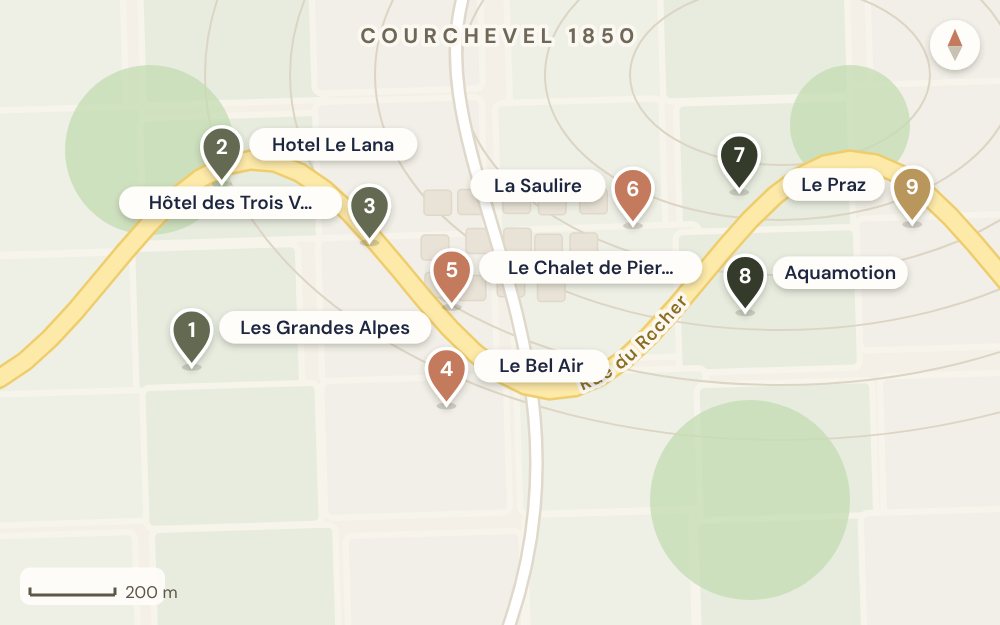 COURCHEVEL 1850
2 Hotel Le Lana
7
La Saulire 6
Le Praz 9
Hôtel des Trois V... 3
5 Le Chalet de Pier...
8 Aquamotion
1 Les Grandes Alpes
4 Le Bel Air
Rue du Rocher
200 m